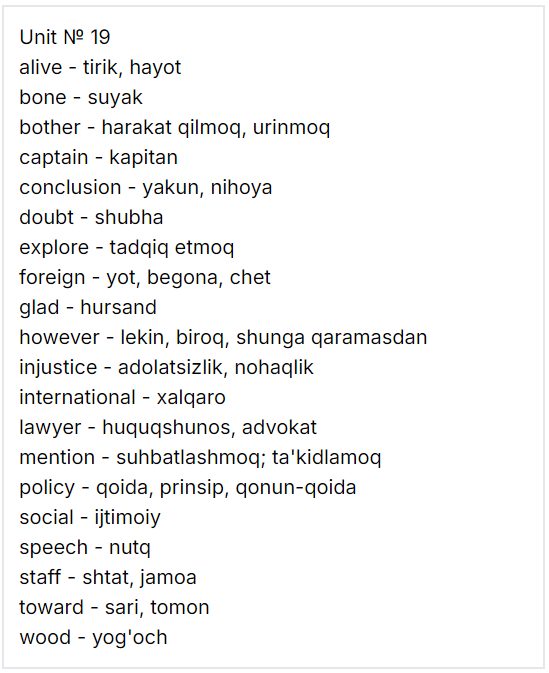 Unit № 19
alive - tirik, hayot
bone - suyak
bother - harakat qilmoq, urinmoq
captain - kapitan
conclusion - yakun, nihoya
doubt - shubha
explore - tadqiq etmoq
foreign - yot, begona, chet
glad - hursand
however - lekin, biroq, shunga qaramasdan
injustice - adolatsizlik, nohaqlik
international - xalqaro
lawyer - huquqshunos, advokat
mention - suhbatlashmoq; ta'kidlamoq
policy - qoida, prinsip, qonun-qoida
social - ijtimoiy
speech - nutq
staff - shtat, jamoa
toward - sari, tomon
wood - yog'och